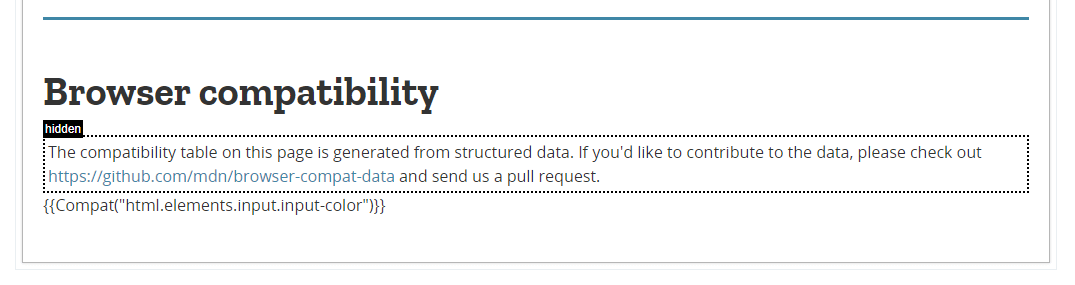 Browser compatibility
hidden
The compatibility table on this page is generated from structured data. If you'd like to contribute to the data, please check out
https://github.com/mdn/browser-compat-data and send us a pull request.
{{Compat("html.elements.input.input-color")}}